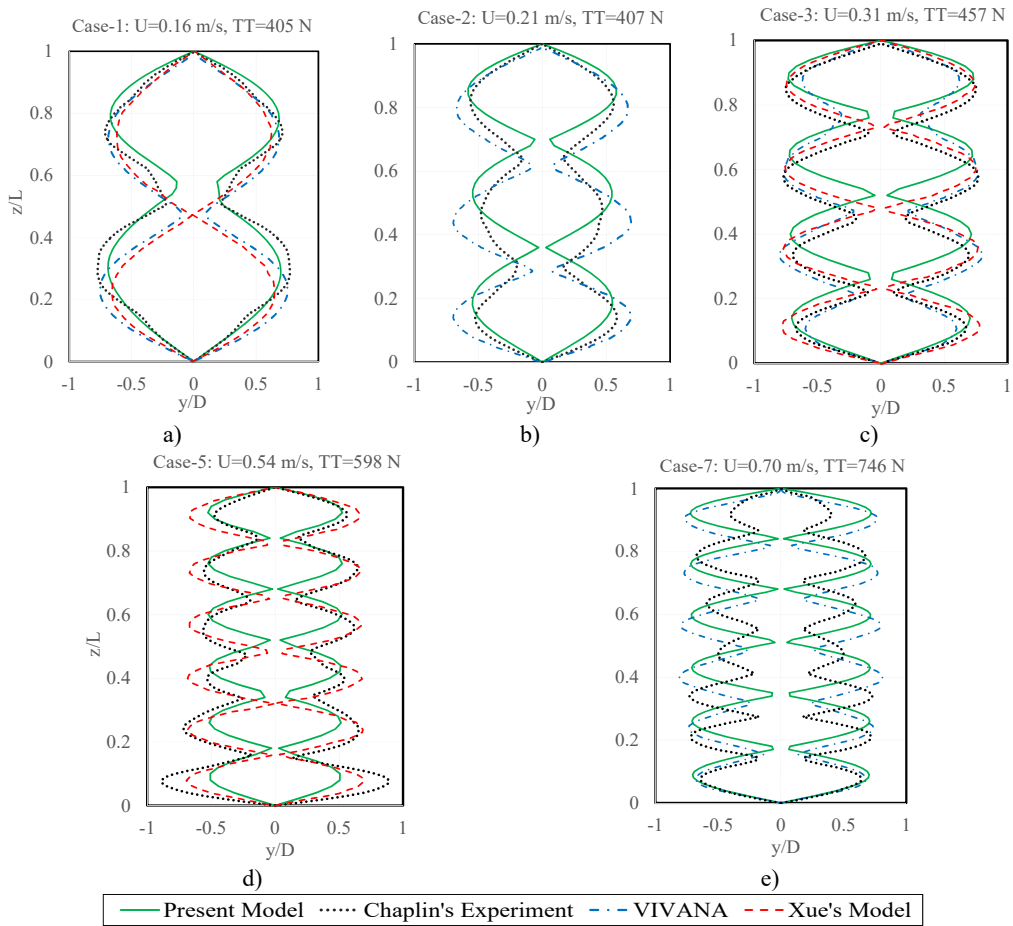 Case-1: U=0.16 m/s, TT=405 N
Case-2: U=0.21 m/s, TT=407 N
Case-3: U=0.31 m/s, TT=457 N
1
0.8
0.6
0.4
0.2
0
z/L
-1 -0.5 0 0.5 1
y/D
a)
1
0.8
0.6
0.4
0.2
0
-1 -0.5 0 0.5 1
y/D
b)
1
0.8
0.6
0.4
0.2
0
-1 -0.5 0 0.5 1
y/D
c)
Case-5: U=0.54 m/s, TT=598 N
Case-7: U=0.70 m/s, TT=746 N
1
0.8
0.6
0.4
0.2
0
z/L
-1 -0.5 0 0.5 1
y/D
d)
1
0.8
0.6
0.4
0.2
0
-1 -0.5 0 0.5 1
y/D
e)
Present Model Chaplin's Experiment VIVANA Xue's Model